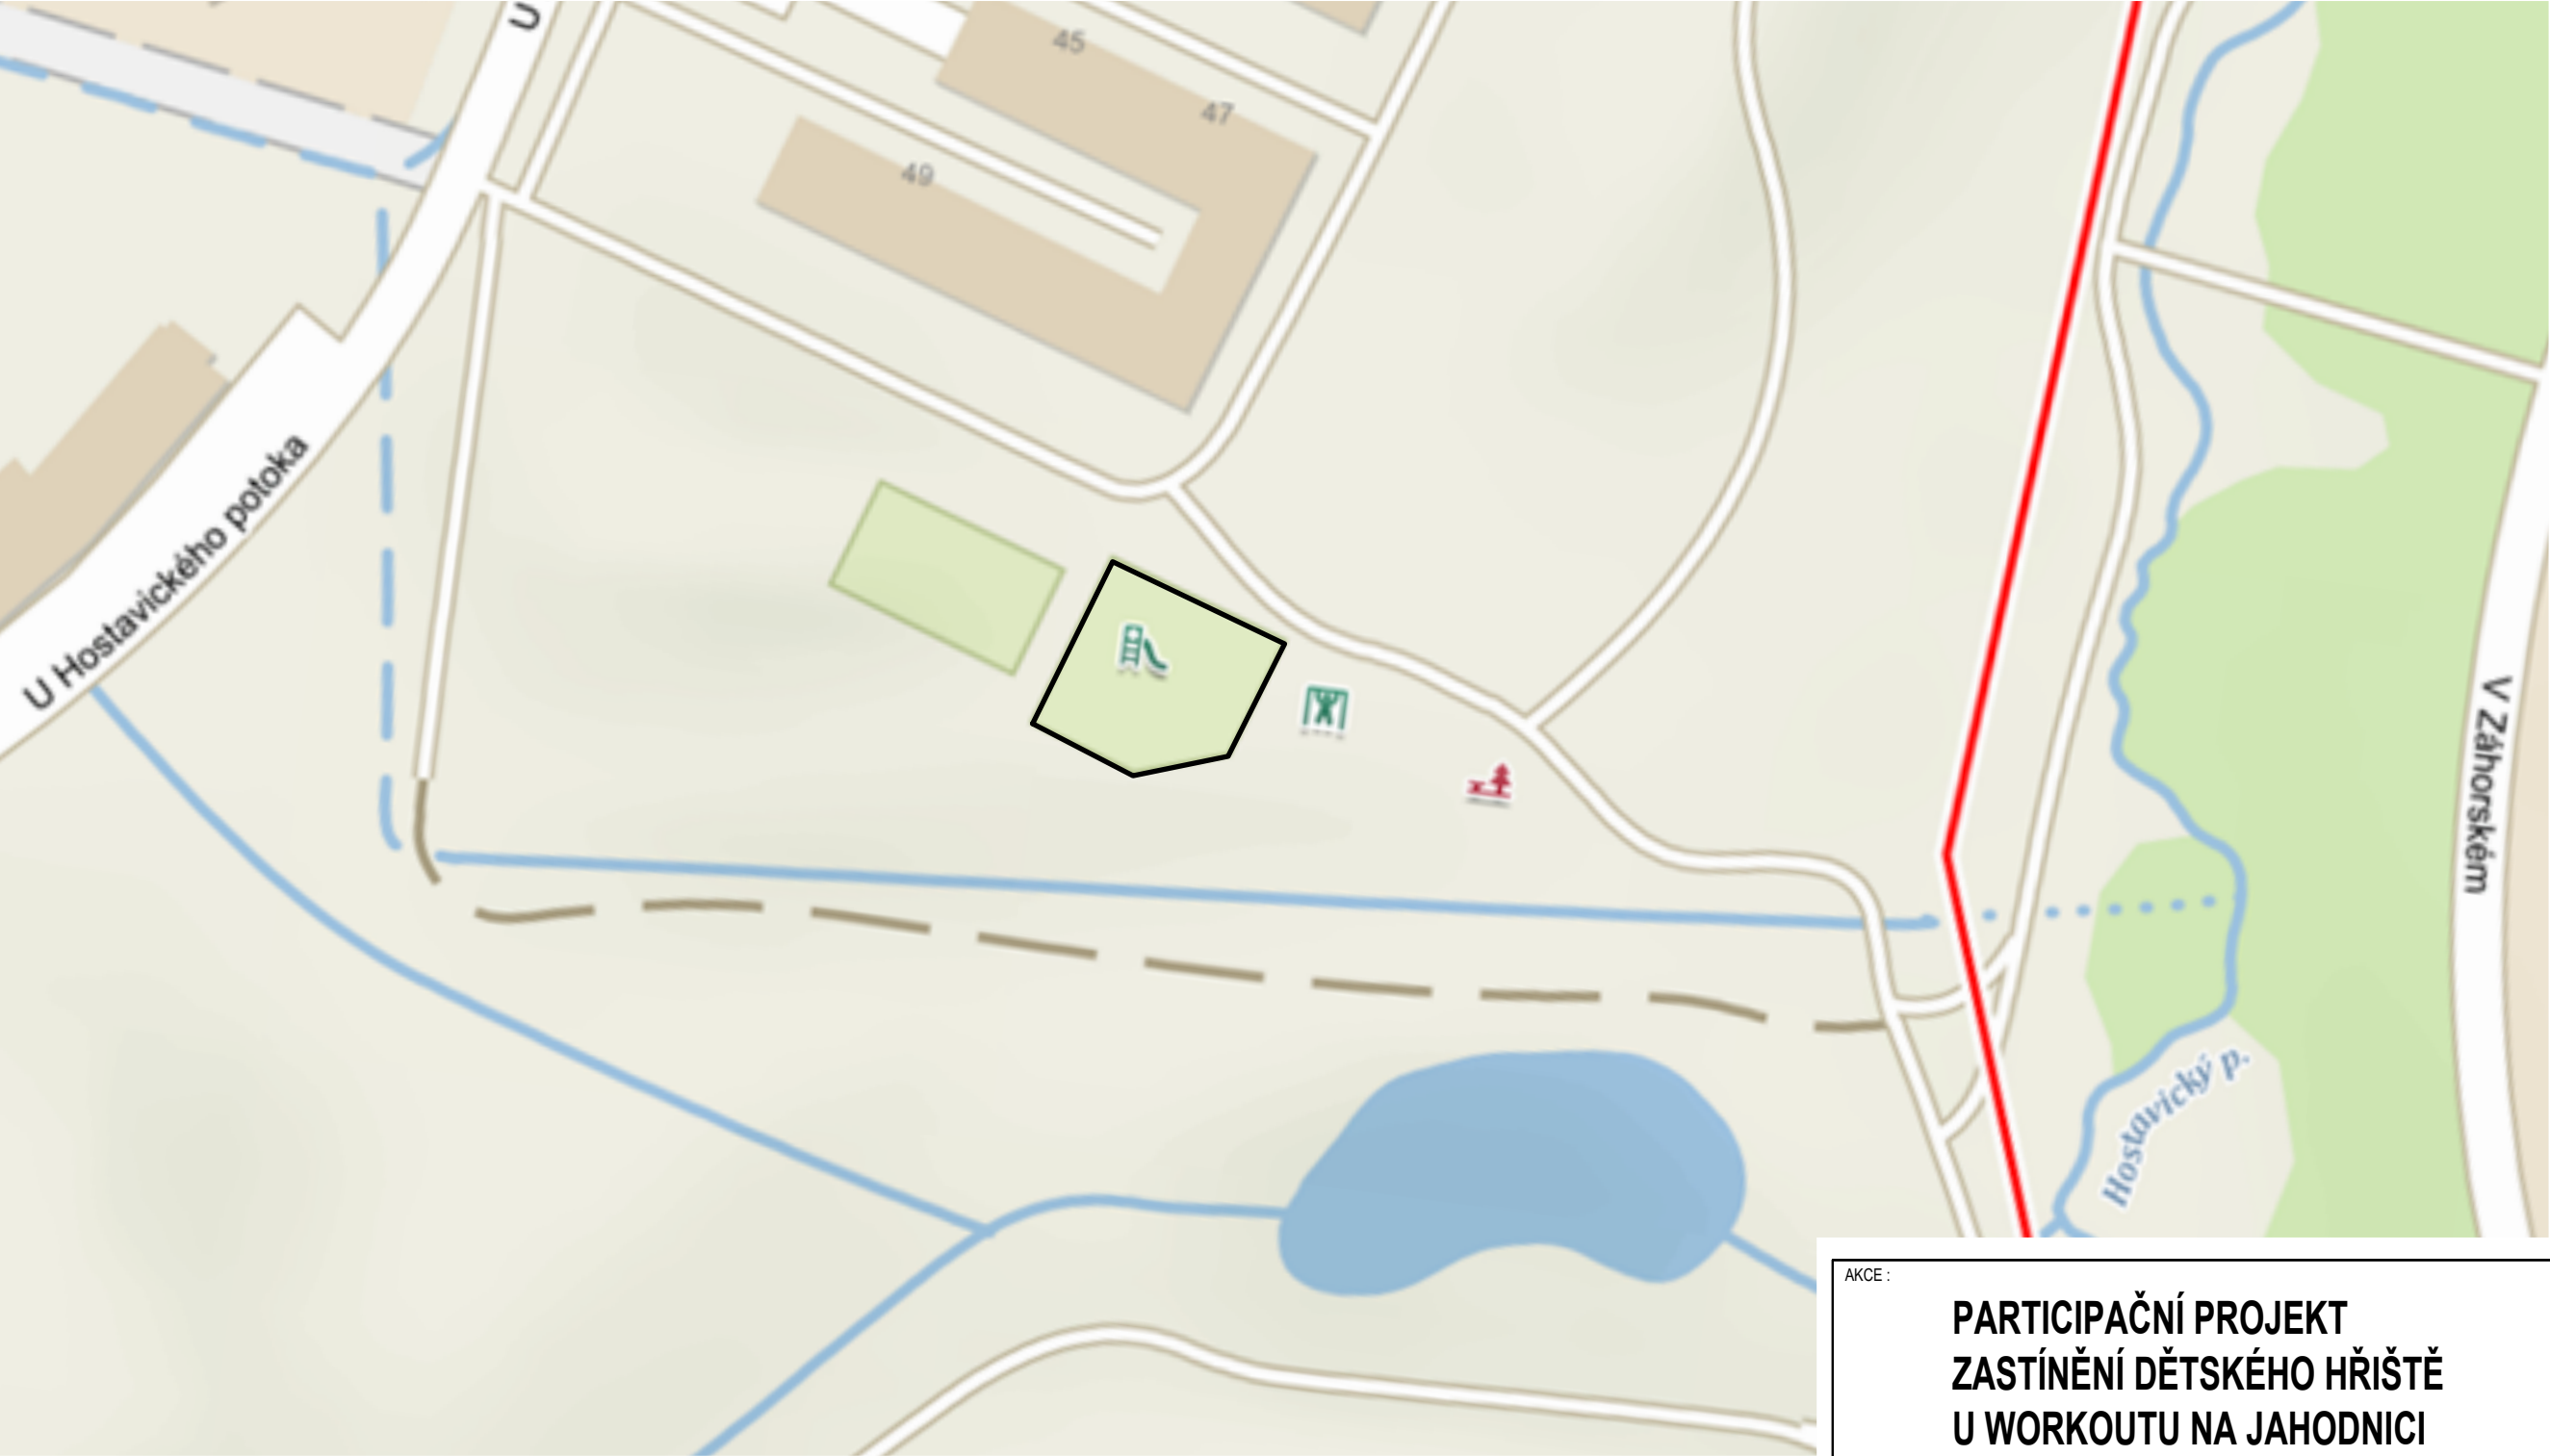 U
45
47
49
U Hostavického potoka
V Záhorském
Hostavický p.
AKCE :
PARTICIPAČNÍ PROJEKT
ZASTÍNĚNÍ DĚTSKÉHO HŘIŠTĚ
U WORKOUTU NA JAHODNICI